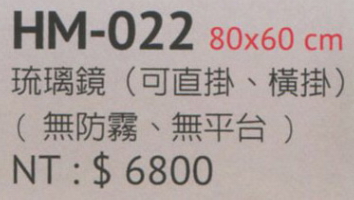 HM-022 80x60 cm
琉璃鏡（可直掛、橫掛）
( 無防霧、無平台 )
NT : $ 6800